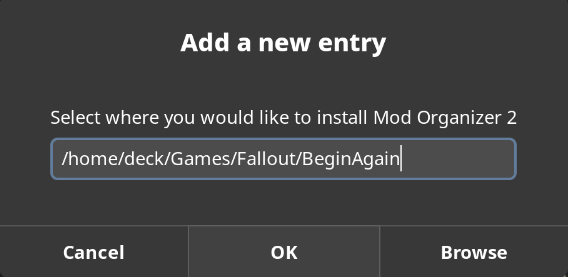 Add a new entry
Select where you would like to install Mod Organizer 2
/home/deck/Games/Fallout/BeginAgain
Cancel OK Browse